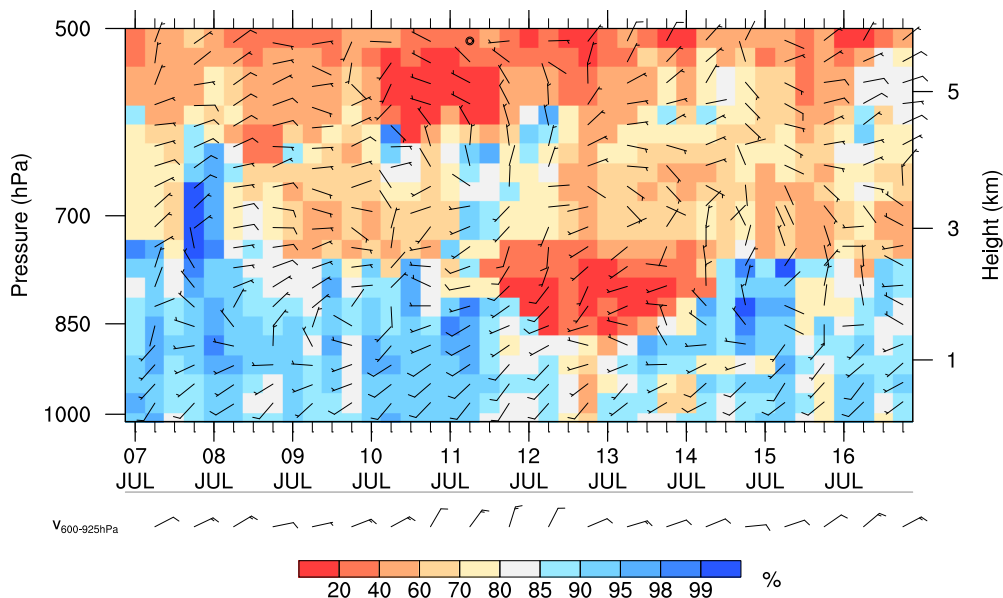 500
700
850
1000
Pressure (hPa)
5
3
1
Height (km)
07 08 09 10 11 12 13 14 15 16
JUL JUL JUL JUL JUL JUL JUL JUL JUL JUL
v600-925hPa
20 40 60 70 80 85 90 95 98 99 %